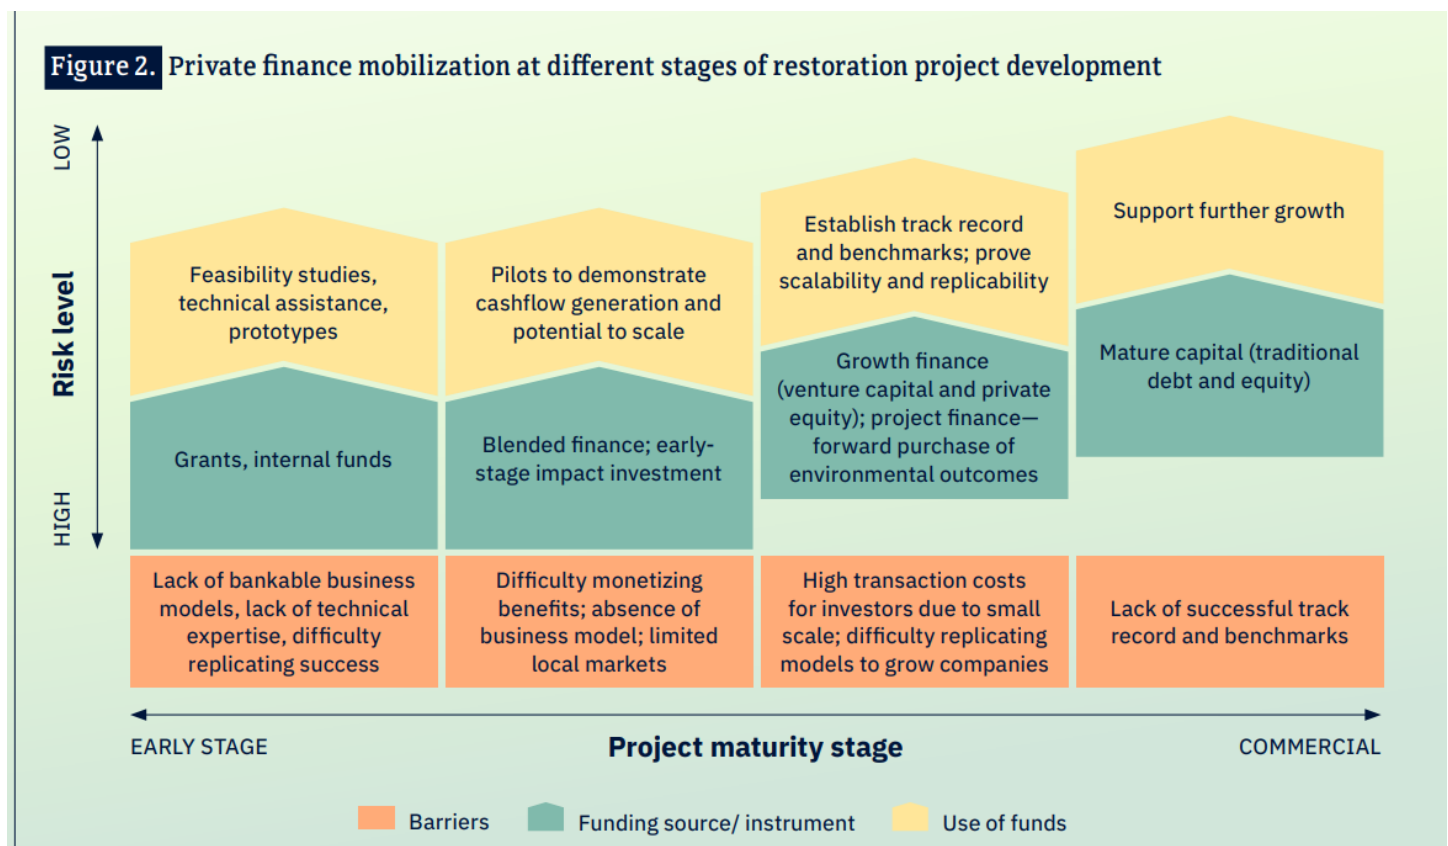 Figure 2. Private finance mobilization at different stages of restoration project development
LOW
Risk level
HIGH
Feasibility studies,
technical assistance,
prototypes
Grants, internal funds
Lack of bankable business
models, lack of technical
expertise, difficulty
replicating success
Pilots to demonstrate
cashflow generation and
potential to scale
Blended finance; early-
stage impact investment
Difficulty monetizing
benefits; absence of
business model; limited
local markets
Establish track record
and benchmarks; prove
scalability and replicability
Growth finance
(venture capital and private
equity); project finance—
forward purchase of
environmental outcomes
High transaction costs
for investors due to small
scale; difficulty replicating
models to grow companies
Support further growth
Mature capital (traditional
debt and equity)
Lack of successful track
record and benchmarks
EARLY STAGE
Project maturity stage
COMMERCIAL
Barriers
Funding source/ instrument
Use of funds